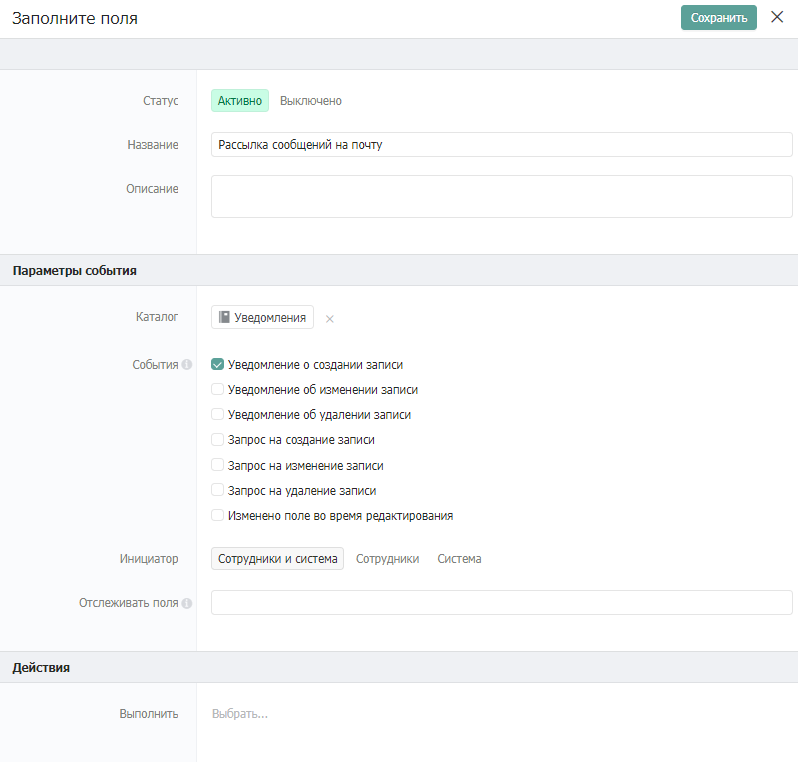 Заполните поля
Сохранить
Статус
Активно Выключено
Название
Рассылка сообщений на почту
Описание
Параметры события
Каталог
Уведомления
События
Уведомление о создании записи
Уведомление об изменении записи
Уведомление об удалении записи
Запрос на создание записи
Запрос на изменение записи
Запрос на удаление записи
Изменено поле во время редактирования
Инициатор
Сотрудники и система Сотрудники Система
Отслеживать поля
Действия
Выполнить
Выбрать...